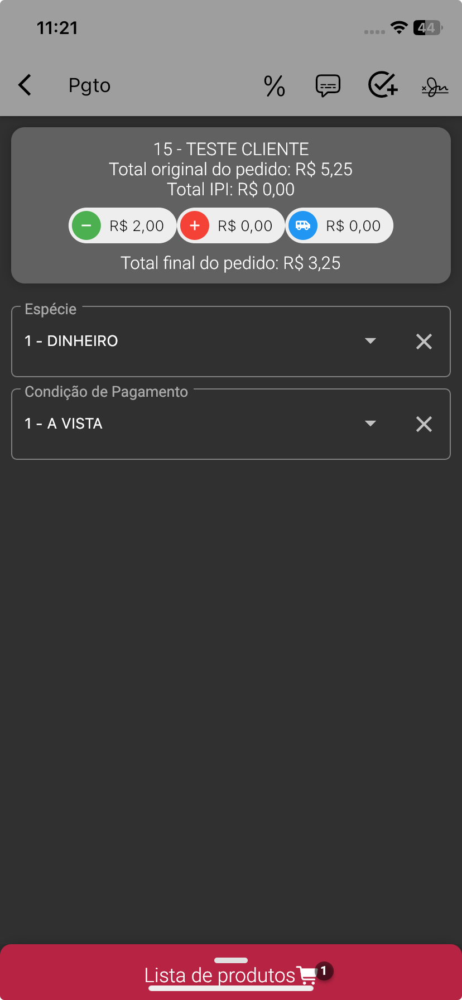 11:21
44
Pgto
%
15 - TESTE CLIENTE
Total original do pedido: R$ 5,25
Total IPI: R$ 0,00
R$ 2,00 R$ 0,00 R$ 0,00
Total final do pedido: R$ 3,25
Espécie
1 - DINHEIRO
Condição de Pagamento
1 - A VISTA
Lista de produtos 1